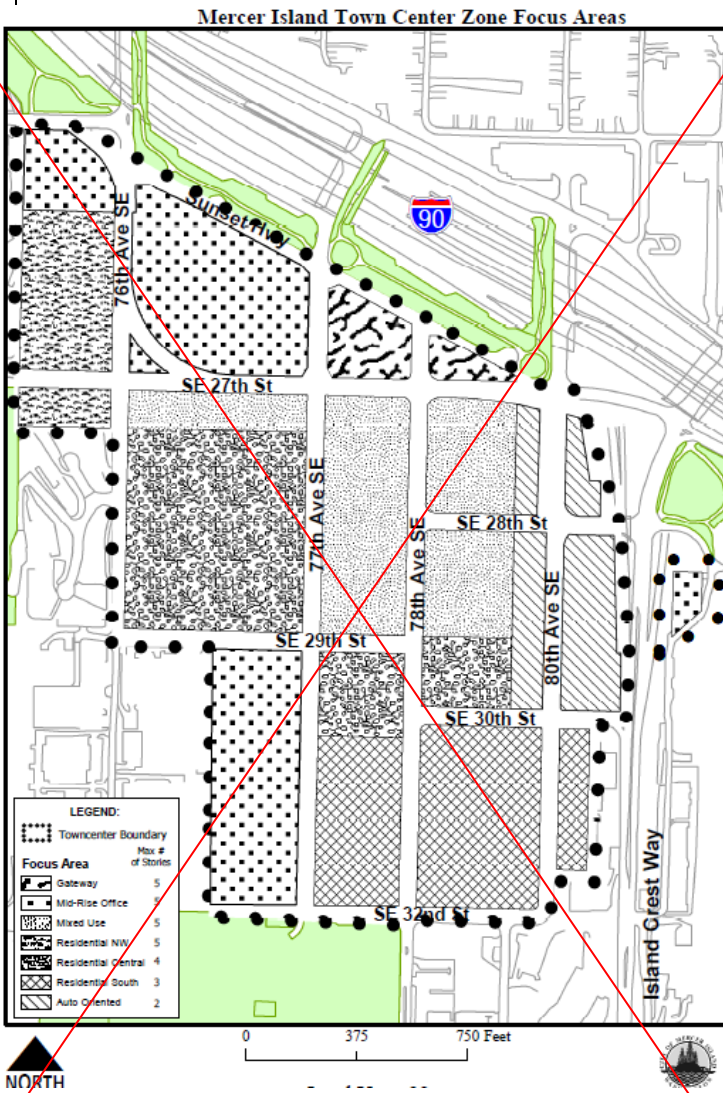 Mercer Island Town Center Zone Focus Areas
90
Sunset Hwy
76th Ave SE
SE 27th St
77th Ave SE
78th Ave SE
SE 28th St
80th Ave SE
SE 29th St
SE 30th St
SE 32nd St
Island Crest Way
LEGEND:
Towncenter Boundary
Focus Area Max # of Stories
Gateway 5
Mid-Rise Office 5
Mixed Use 5
Residential NW 5
Residential Central 4
Residential South 3
Auto Oriented 2
0 375 750 Feet
NORTH